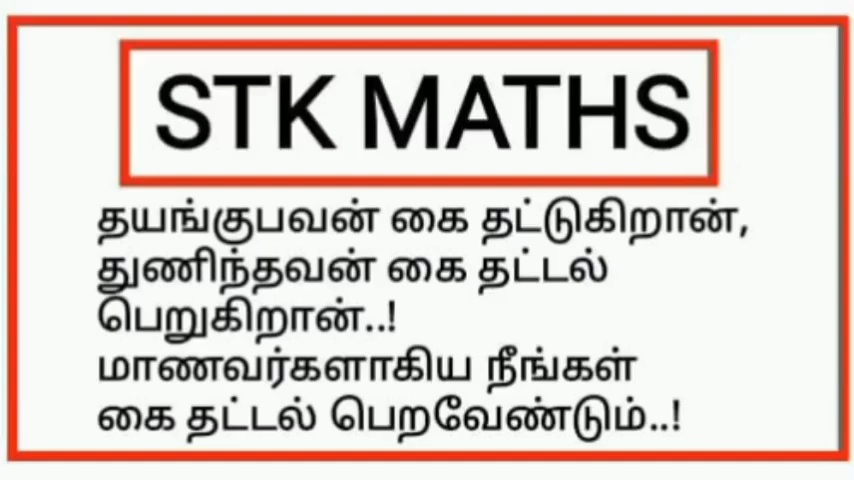 STK MATHS
தயங்குபவன் கை தட்டுகிறான்,
துணிந்தவன் கை தட்டல்
பெறுகிறான்..!
மாணவர்களாகிய நீங்கள்
கை தட்டல் பெறவேண்டும்..!